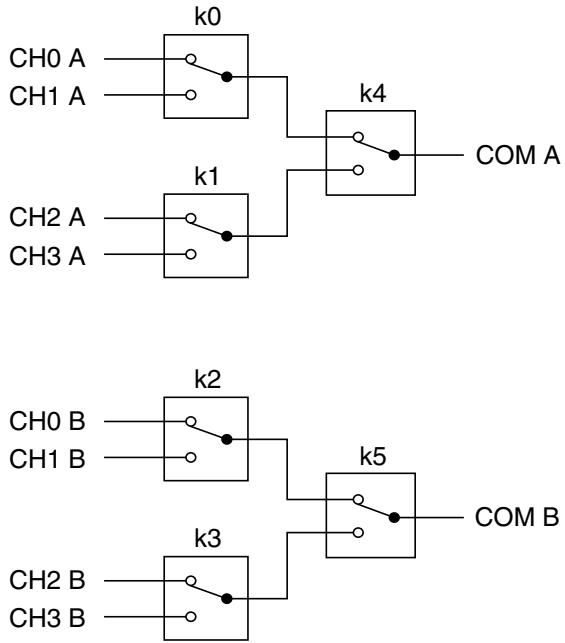 k0
CH0 A
CH1 A
k4
COM A
k1
CH2 A
CH3 A
k2
CH0 B
CH1 B
k5
COM B
k3
CH2 B
CH3 B